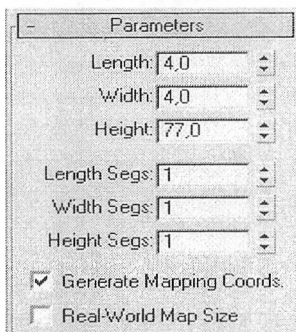 - Parameters
Length: 4,0
Width: 4,0
Height: 77,0
Length Segs: 1
Width Segs: 1
Height Segs: 1
Generate Mapping Coords.
Real-World Map Size